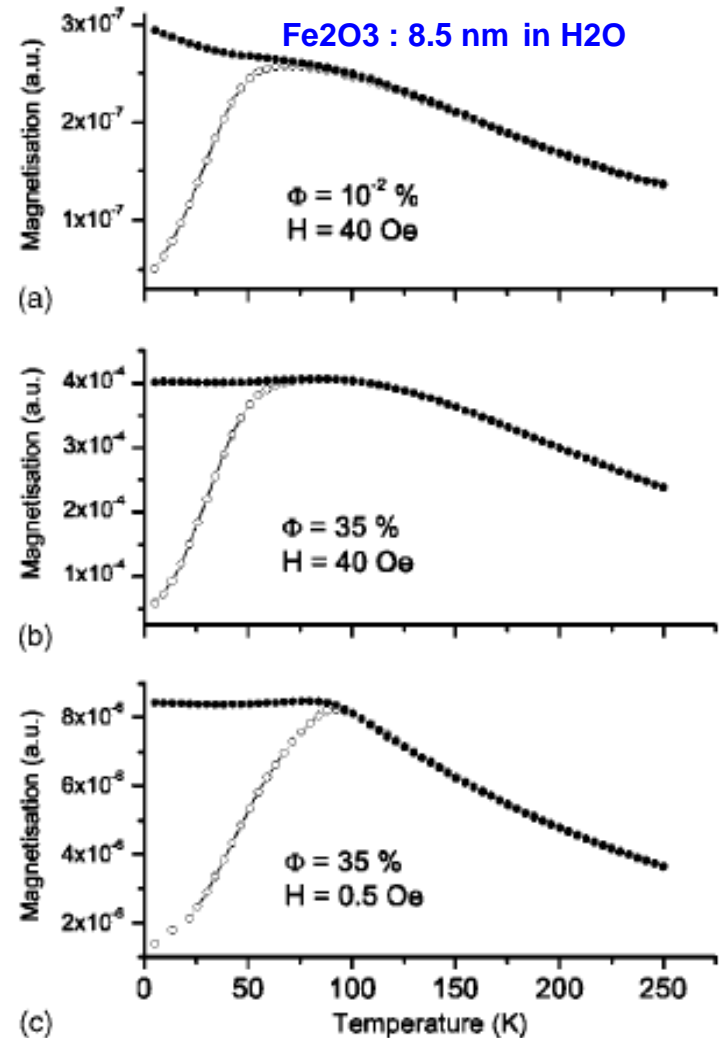 Fe2O3 : 8.5 nm in H2O
3x10⁻⁷
2x10⁻⁷
1x10⁻⁷
Magnetisation (a.u.)
Φ = 10⁻² %
H = 40 Oe
(a)
4x10⁻⁴
3x10⁻⁴
2x10⁻⁴
1x10⁻⁴
Magnetisation (a.u.)
Φ = 35 %
H = 40 Oe
(b)
8x10⁻⁶
6x10⁻⁶
4x10⁻⁶
2x10⁻⁶
Magnetisation (a.u.)
Φ = 35 %
H = 0.5 Oe
0 50 100 150 200 250
(c)
Temperature (K)